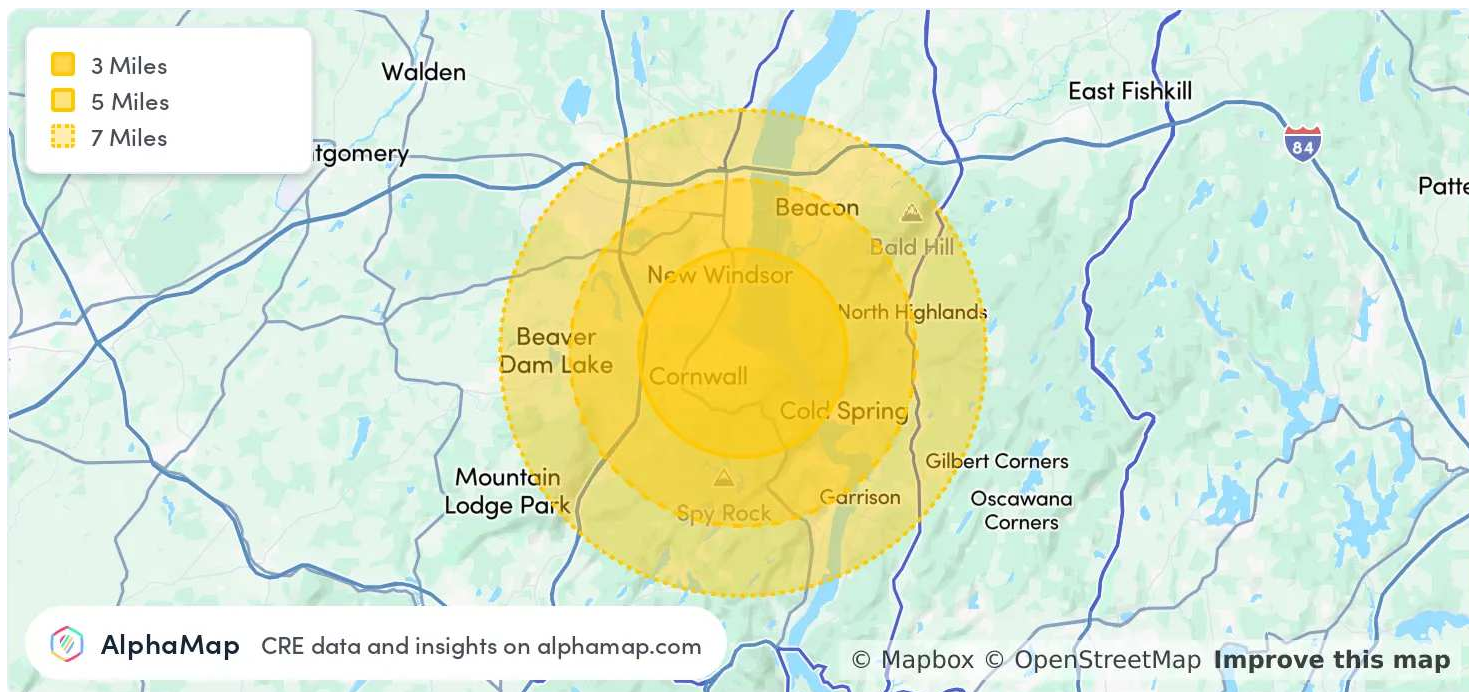 3 Miles
5 Miles
7 Miles
Walden
East Fishkill
tgomery
84
Patte
Beacon
Bald Hill
New Windsor
North Highlands
Beaver
Dam Lake
Cornwall
Cold Spring
Gilbert Corners
Mountain
Lodge Park
Garrison
Oscawana
Corners
Spy Rock
AlphaMap CRE data and insights on alphamap.com
© Mapbox © OpenStreetMap Improve this map